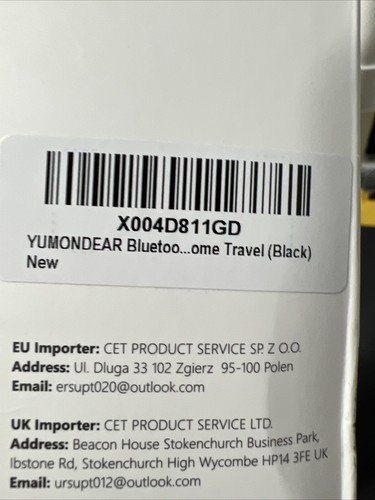 X004D811GD
YUMONDEAR Bluetoo...ome Travel (Black)
New
EU Importer: CET PRODUCT SERVICE SP. Z O.O.
Address: Ul. Dluga 33 102 Zgierz 95-100 Polen
Email: ersupt020@outlook.com
UK Importer: CET PRODUCT SERVICE LTD.
Address: Beacon House Stokenchurch Business Park,
Ibstone Rd, Stokenchurch High Wycombe HP14 3FE UK
Email: ursupt012@outlook.com